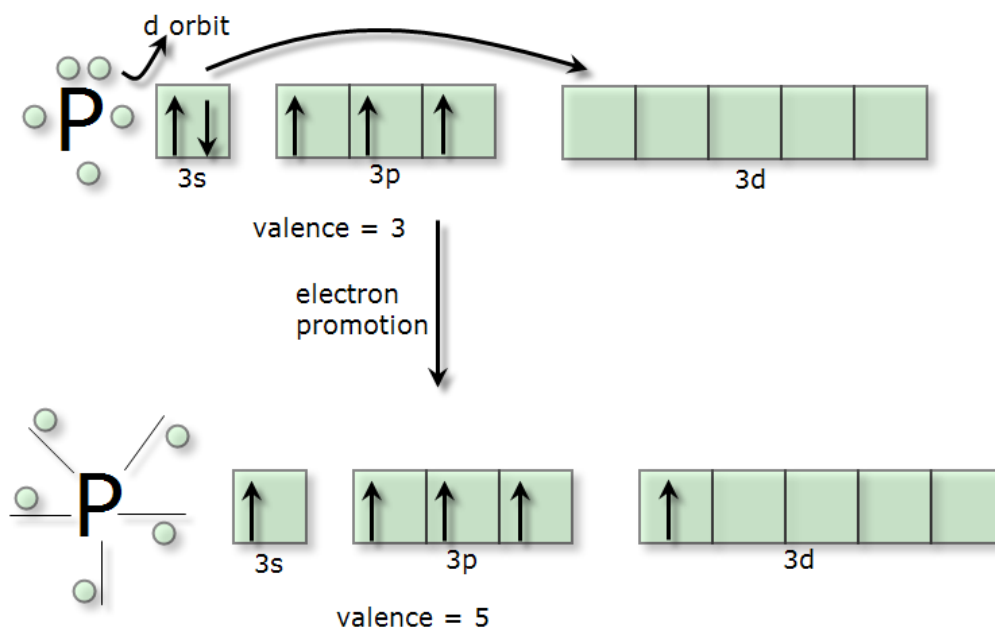 d orbit
P
3s
3p
3d
valence = 3
electron
promotion
P
3s
3p
3d
valence = 5